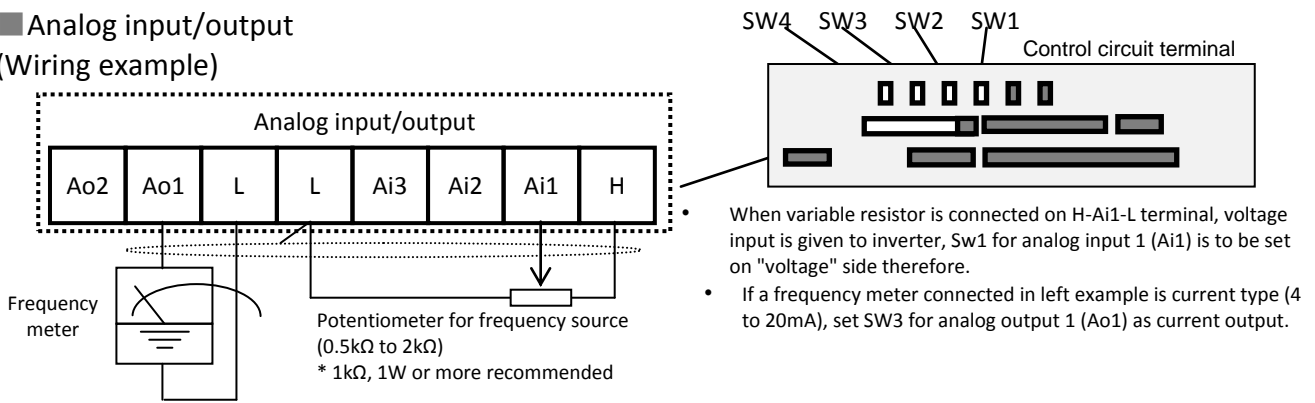 Analog input/output
(Wiring example)
Analog input/output
Ao2 Ao1 L L Ai3 Ai2 Ai1 H
Frequency
meter
Potentiometer for frequency source
(0.5kΩ to 2kΩ)
* 1kΩ, 1W or more recommended
SW4 SW3 SW2 SW1
Control circuit terminal
• When variable resistor is connected on H-Ai1-L terminal, voltage
input is given to inverter, Sw1 for analog input 1 (Ai1) is to be set
on "voltage" side therefore.
• If a frequency meter connected in left example is current type (4
to 20mA), set SW3 for analog output 1 (Ao1) as current output.